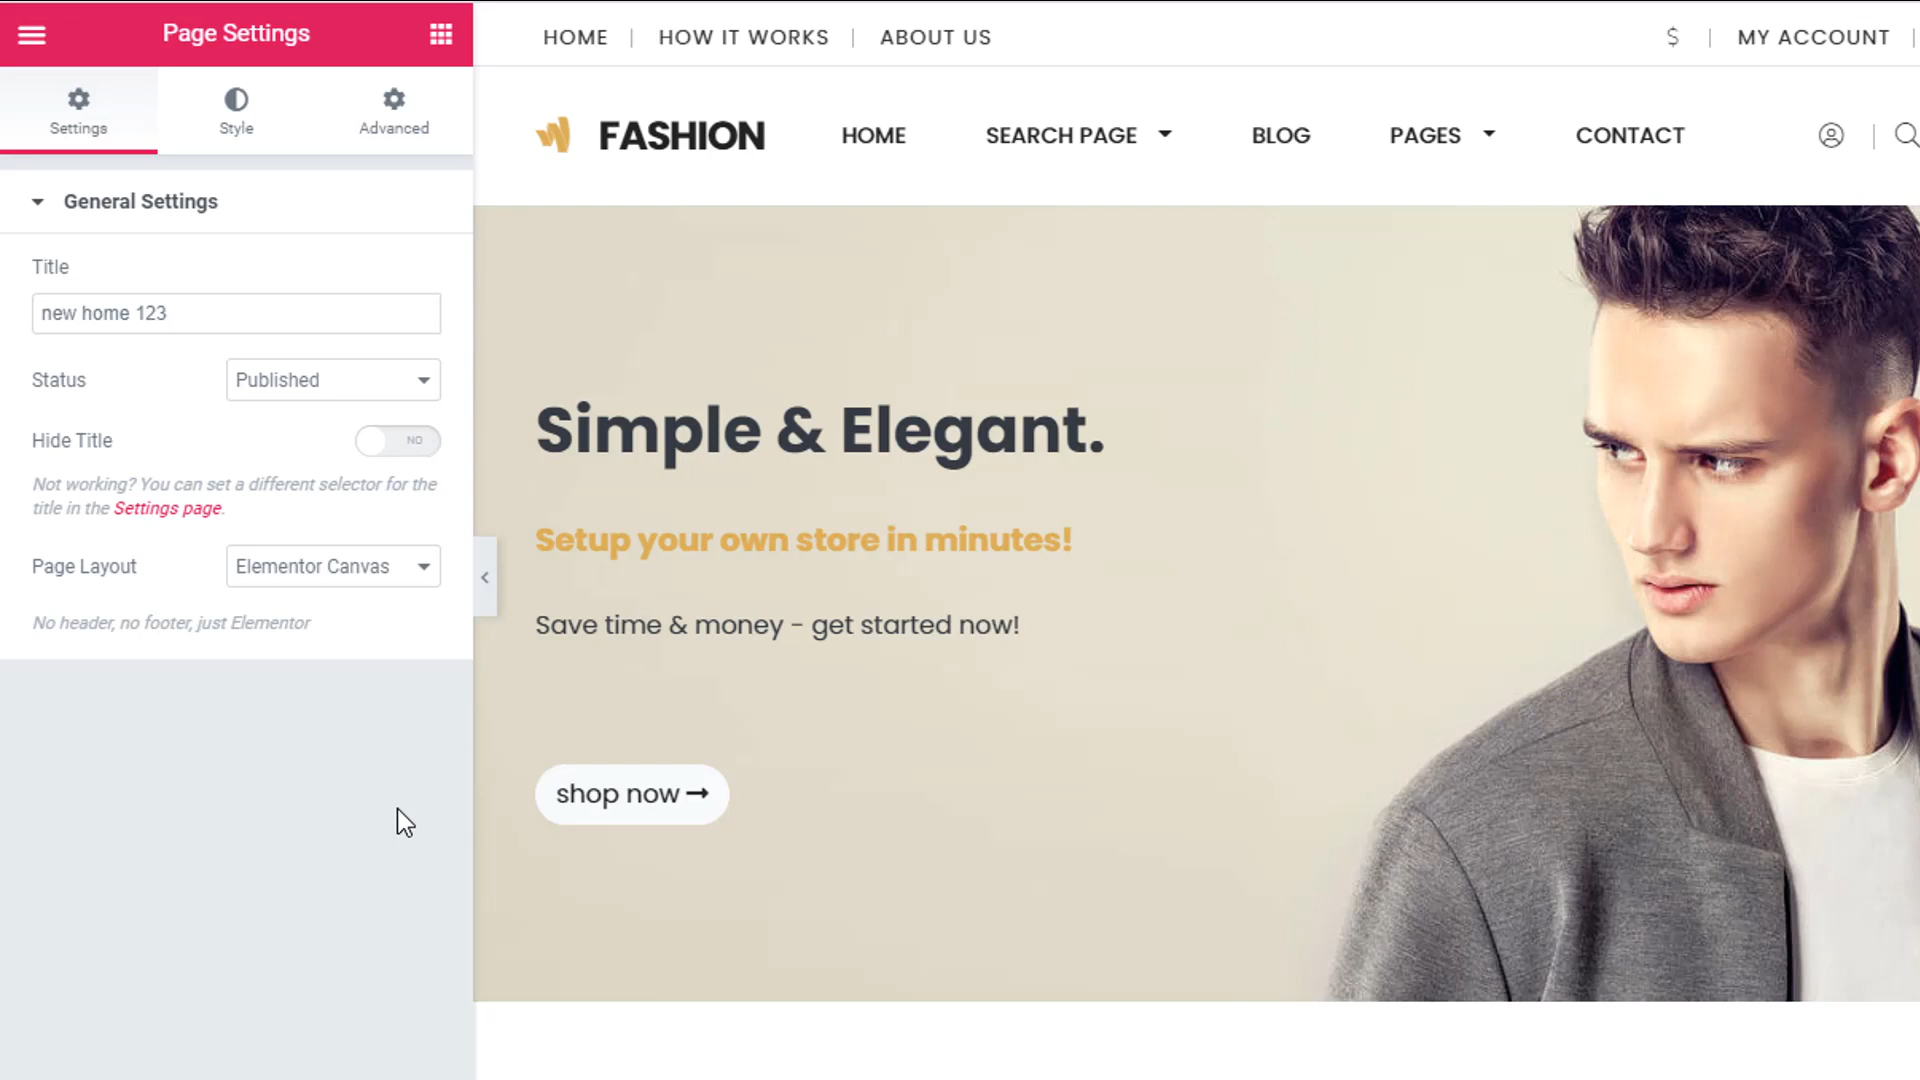 Page Settings
Settings
Style
Advanced
General Settings
Title
new home 123
Status
Published
Hide Title
NO
Not working? You can set a different selector for the
title in the Settings page.
Page Layout
Elementor Canvas
No header, no footer, just Elementor
HOME | HOW IT WORKS | ABOUT US
$ | MY ACCOUNT |
FASHION
HOME
SEARCH PAGE
BLOG
PAGES
CONTACT
Simple & Elegant.
Setup your own store in minutes!
Save time & money - get started now!
shop now